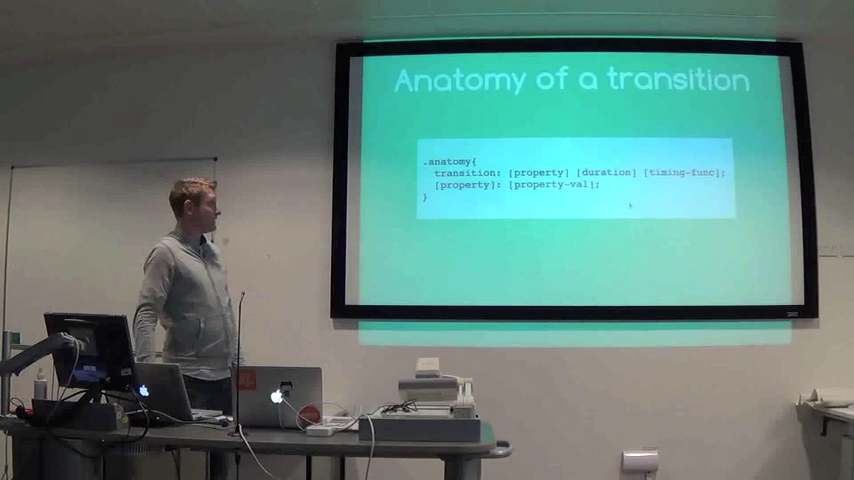 Anatomy of a transition
.anatomy{
transition: [property] [duration] [timing-func];
[property]: [property-val];
}